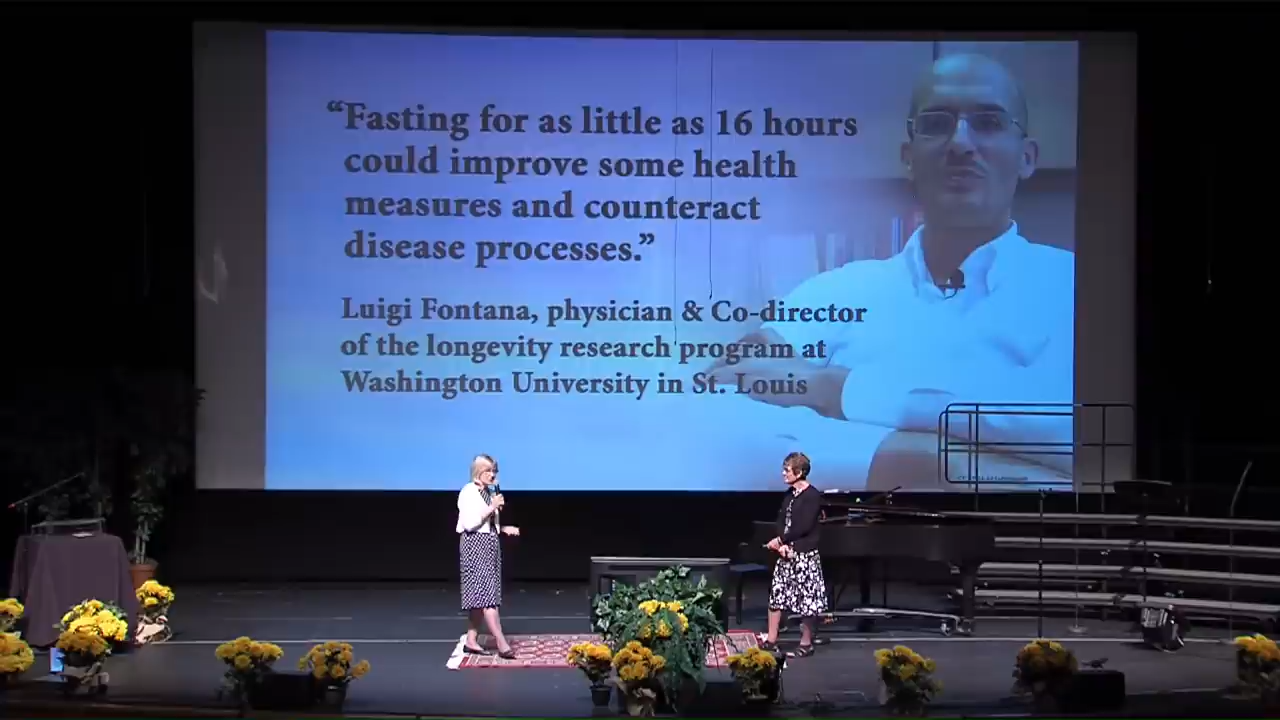 “Fasting for as little as 16 hours
could improve some health
measures and counteract
disease processes.”
Luigi Fontana, physician & Co-director
of the longevity research program at
Washington University in St. Louis